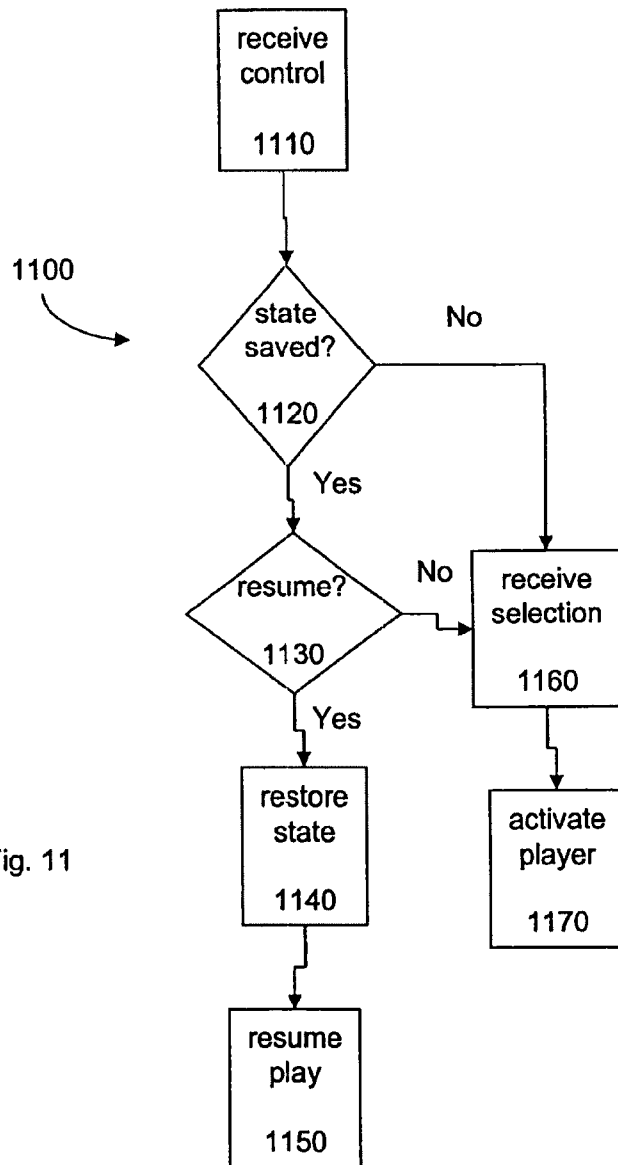 receive
control
1110
1100
state
saved?
1120
No
Yes
resume?
1130
No
receive
selection
1160
Yes
restore
state
1140
activate
player
1170
ig. 11
resume
play
1150